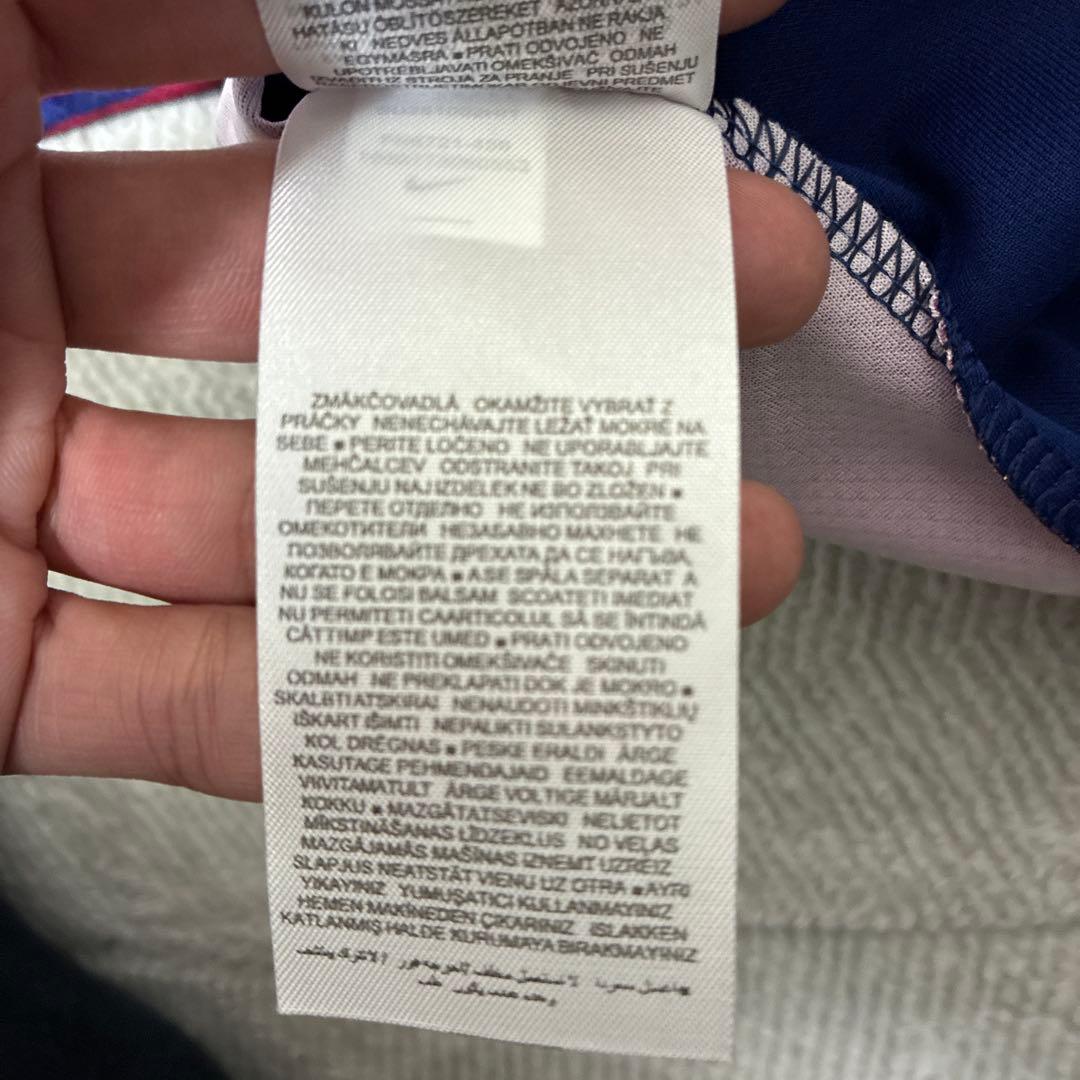 HATÁSÚ ÖBLÍTŐSZEREKET
KI NEDVES ÁLLAPOTBAN NE RAKJA
EGYMÁSRA ■ PRATI ODVOJENO NE
UPOTREBLJAVATI OMEKŠIVAČ ODMAH
IZVADITI IZ STROJA ZA PRANJE PRI SUŠENJU
ZMÄKČOVADLÁ OKAMŽITE VYBRAŤ Z
PRÁČKY NENECHÁVAJTE LEŽAŤ MOKRÉ NA
SEBE ■ PERITE LOČENO NE UPORABLJAJTE
MEHČALCEV ODSTRANITE TAKOJ PRI
SUŠENJU NAJ IZDELEK NE BO ZLOŽEN ■
ПЕРЕТЕ ОТДЕЛНО НЕ ИЗПОЛЗВАЙТЕ
ОМЕКОТИТЕЛИ НЕЗАБАВНО МАХНЕТЕ НЕ
ПОЗВОЛЯВАЙТЕ ДРЕХАТА ДА СЕ НАГЪВА
КОГАТО Е МОКРА ■ A SE SPĂLA SEPARAT A
NU SE FOLOSI BALSAM SCOATEȚI IMEDIAT
NU PERMITEȚI CA ARTICOLUL SĂ SE ÎNTINDĂ
CÂT TIMP ESTE UMED ■ PRATI ODVOJENO
NE KORISTITI OMEKŠIVAČE SKINUTI
ODMAH NE PREKLAPATI DOK JE MOKRO ■
SKALBTI ATSKIRAI NENAUDOTI MINKŠTIKLIŲ
IŠKART IŠIMTI NEPALIKTI SULANKSTYTO
KOL DRĖGNAS ■ PESKE ERALDI ÄRGE
KASUTAGE PEHMENDAJAID EEMALDAGE
VIIVITAMATULT ÄRGE VOLTIGE MÄRJALT
KOKKU ■ MAZGĀT ATSEVIŠĶI NELIETOT
MĪKSTINĀŠANAS LĪDZEKĻUS NO VEĻAS
MAZGĀJAMĀS MAŠĪNAS IZŅEMT UZREIZ
SLAPJUS NEATSTĀT VIENU UZ OTRA ■ AYRI
YIKAYINIZ YUMUŞATICI KULLANMAYINIZ
HEMEN MAKİNEDEN ÇIKARINIZ ISLAKKEN
KATLANMIŞ HALDE KURUMAYA BIRAKMAYINIZ